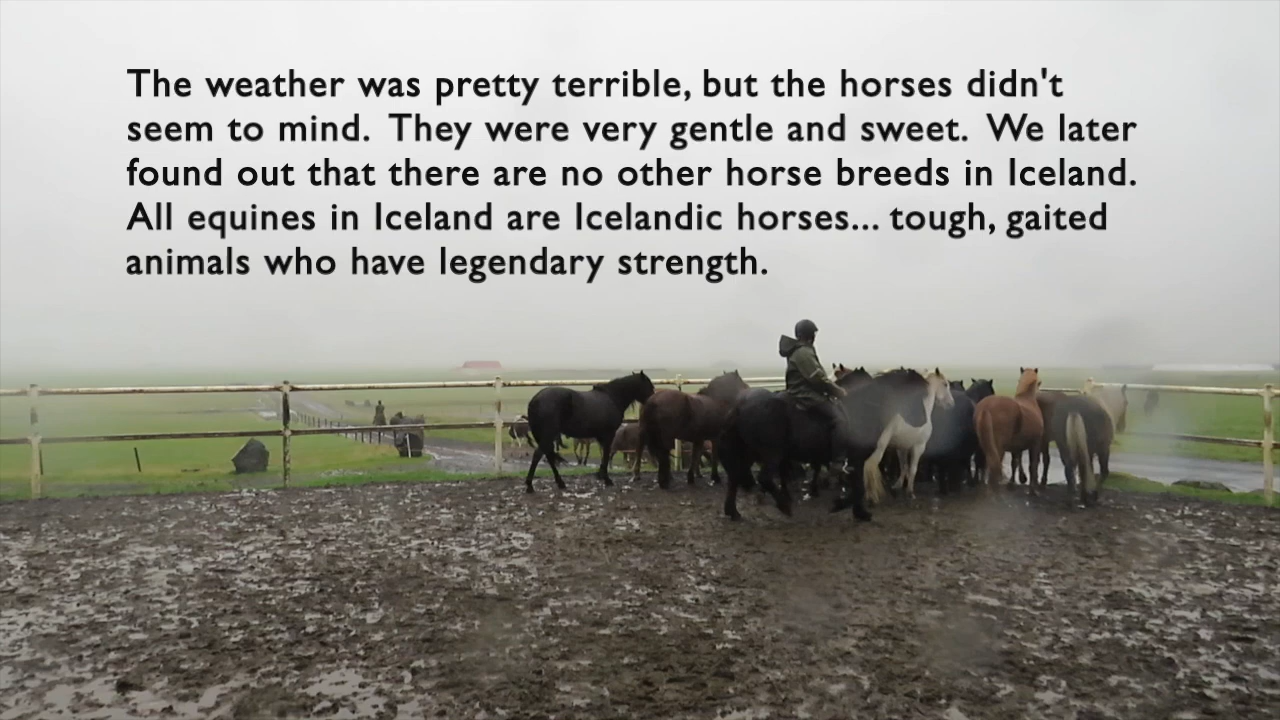 The weather was pretty terrible, but the horses didn't
seem to mind.  They were very gentle and sweet.  We later
found out that there are no other horse breeds in Iceland.
All equines in Iceland are Icelandic horses... tough, gaited
animals who have legendary strength.